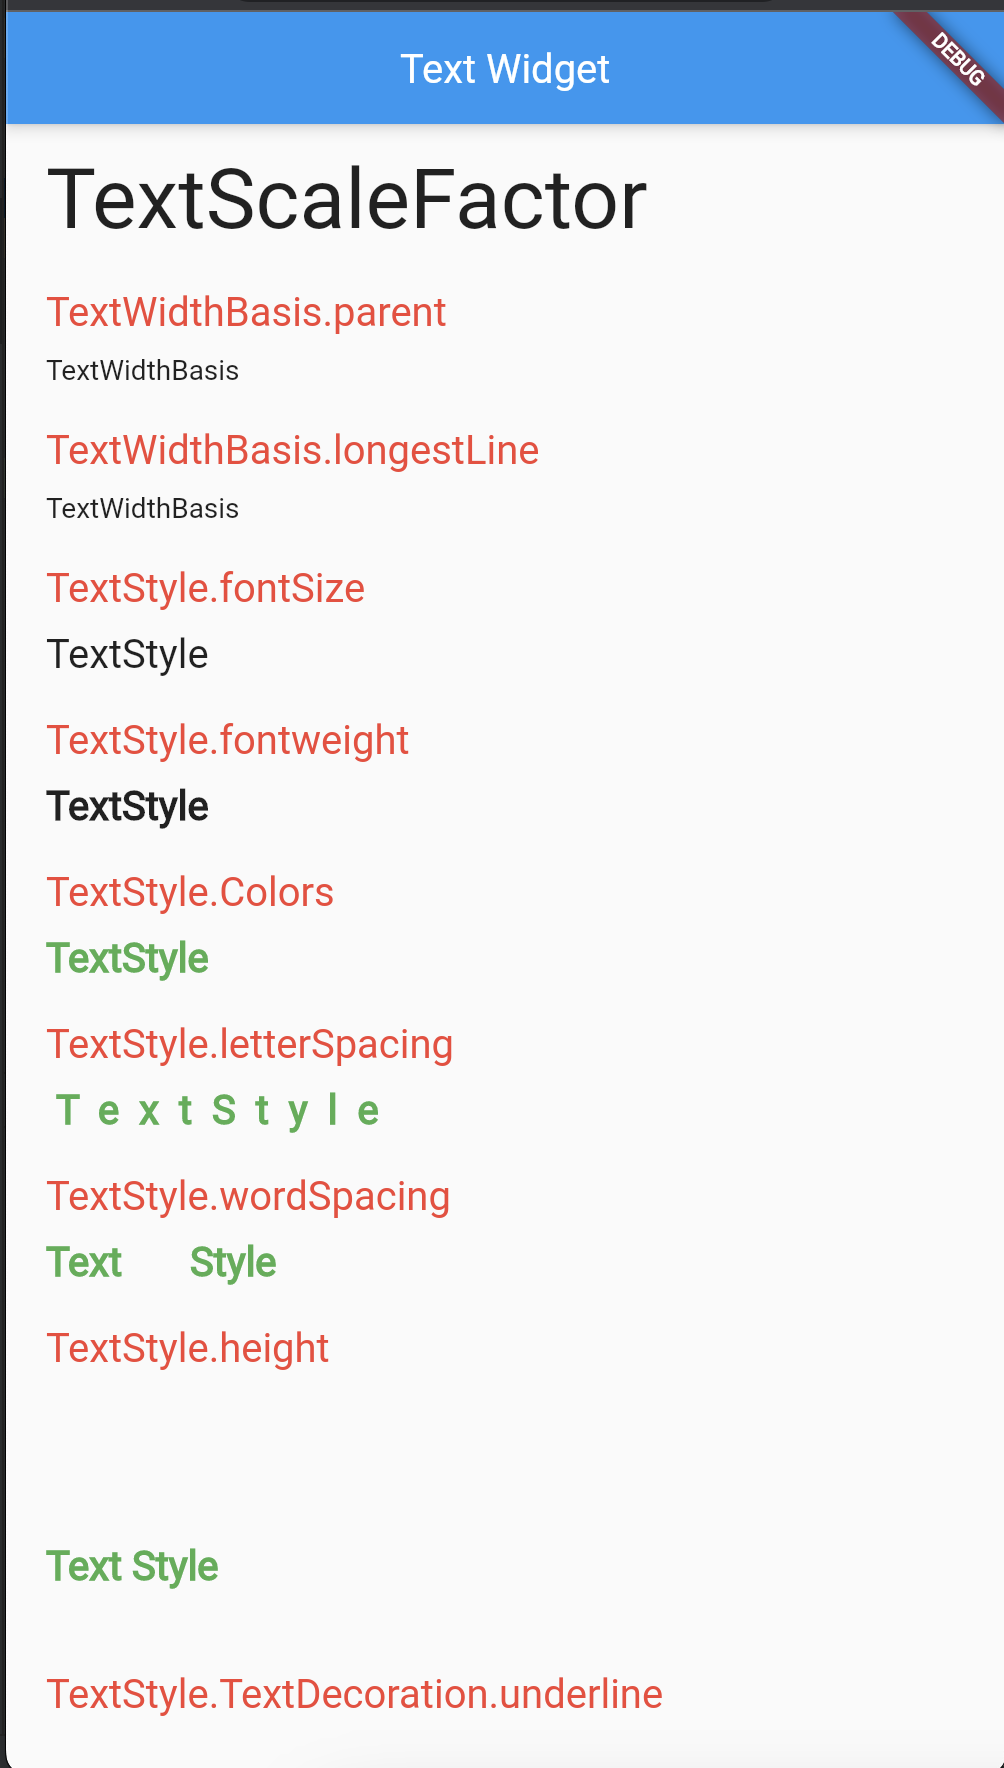 Text Widget
DEBUG
TextScaleFactor
TextWidthBasis.parent
TextWidthBasis
TextWidthBasis.longestLine
TextWidthBasis
TextStyle.fontSize
TextStyle
TextStyle.fontweight
TextStyle
TextStyle.Colors
TextStyle
TextStyle.letterSpacing
T e x t S t y l e
TextStyle.wordSpacing
Text Style
TextStyle.height
Text Style
TextStyle.TextDecoration.underline